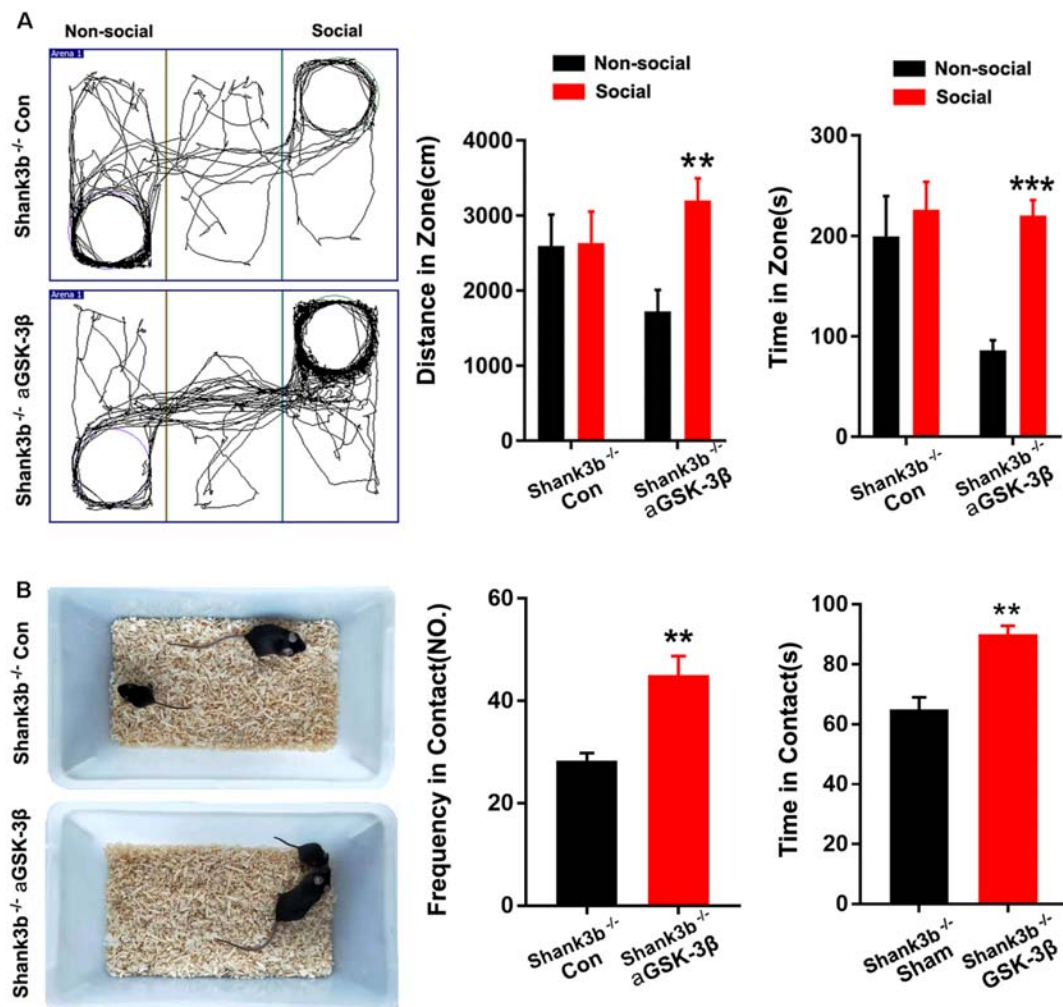 A
Non-social
Social
Shank3b⁻/⁻ Con
Arena 1
Shank3b⁻/⁻ aGSK-3β
Arena 1
Non-social
Social
Distance in Zone(cm)
4000
3000
2000
1000
0
**
Shank3b⁻/⁻
Con
Shank3b⁻/⁻
aGSK-3β
Non-social
Social
Time in Zone(s)
300
200
100
0
***
Shank3b⁻/⁻
Con
Shank3b⁻/⁻
aGSK-3β
B
Shank3b⁻/⁻ Con
Shank3b⁻/⁻ aGSK-3β
Frequency in Contact(NO.)
60
40
20
0
**
Shank3b⁻/⁻
Con
Shank3b⁻/⁻
aGSK-3β
Time in Contact(s)
100
80
60
40
20
0
**
Shank3b⁻/⁻
Sham
Shank3b⁻/⁻
GSK-3β